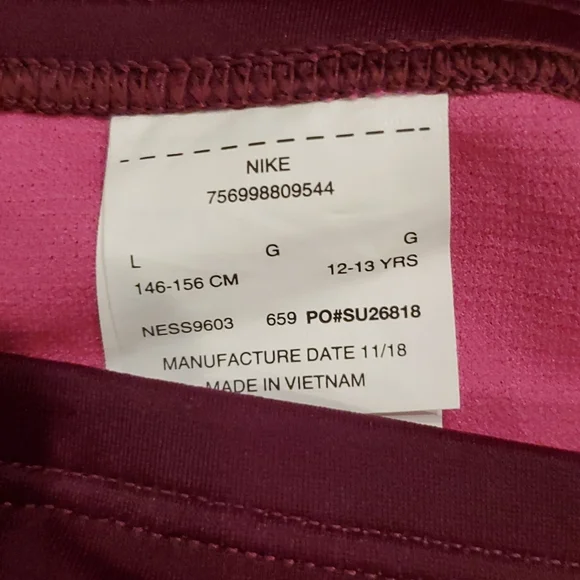 NIKE
756998809544
L G G
146-156 CM 12-13 YRS
NESS9603 659 PO#SU26818
MANUFACTURE DATE 11/18
MADE IN VIETNAM